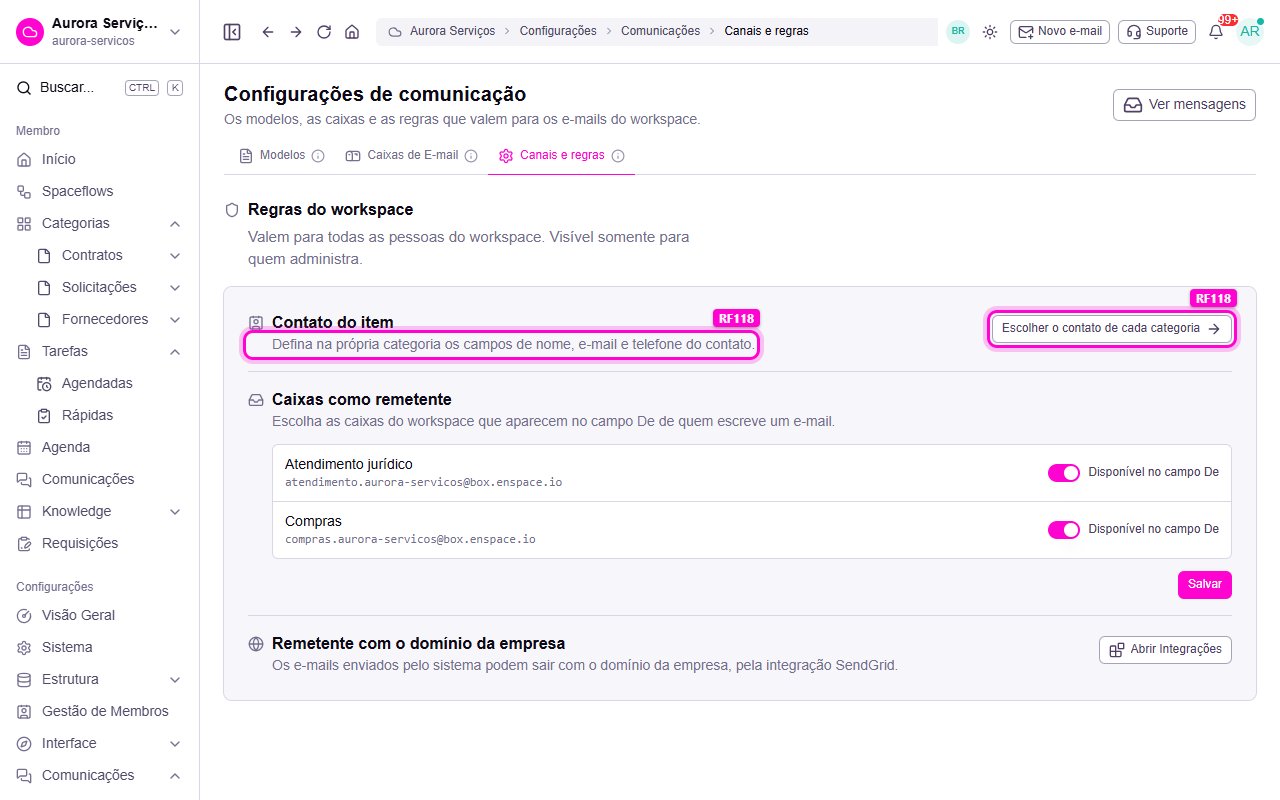 Aurora Serviç...
aurora-servicos
Buscar... CTRL K
Membro
Início
Spaceflows
Categorias
Contratos
Solicitações
Fornecedores
Tarefas
Agendadas
Rápidas
Agenda
Comunicações
Knowledge
Requisições
Configurações
Visão Geral
Sistema
Estrutura
Gestão de Membros
Interface
Comunicações
Aurora Serviços > Configurações > Comunicações > Canais e regras
BR
Novo e-mail
Suporte
99+
AR
Configurações de comunicação
Os modelos, as caixas e as regras que valem para os e-mails do workspace.
Ver mensagens
Modelos
Caixas de E-mail
Canais e regras
Regras do workspace
Valem para todas as pessoas do workspace. Visível somente para
quem administra.
RF118
Contato do item
RF118
Defina na própria categoria os campos de nome, e-mail e telefone do contato.
Escolher o contato de cada categoria
Caixas como remetente
Escolha as caixas do workspace que aparecem no campo De de quem escreve um e-mail.
Atendimento jurídico
atendimento.aurora-servicos@box.enspace.io
Disponível no campo De
Compras
compras.aurora-servicos@box.enspace.io
Disponível no campo De
Salvar
Remetente com o domínio da empresa
Os e-mails enviados pelo sistema podem sair com o domínio da empresa, pela integração SendGrid.
Abrir Integrações